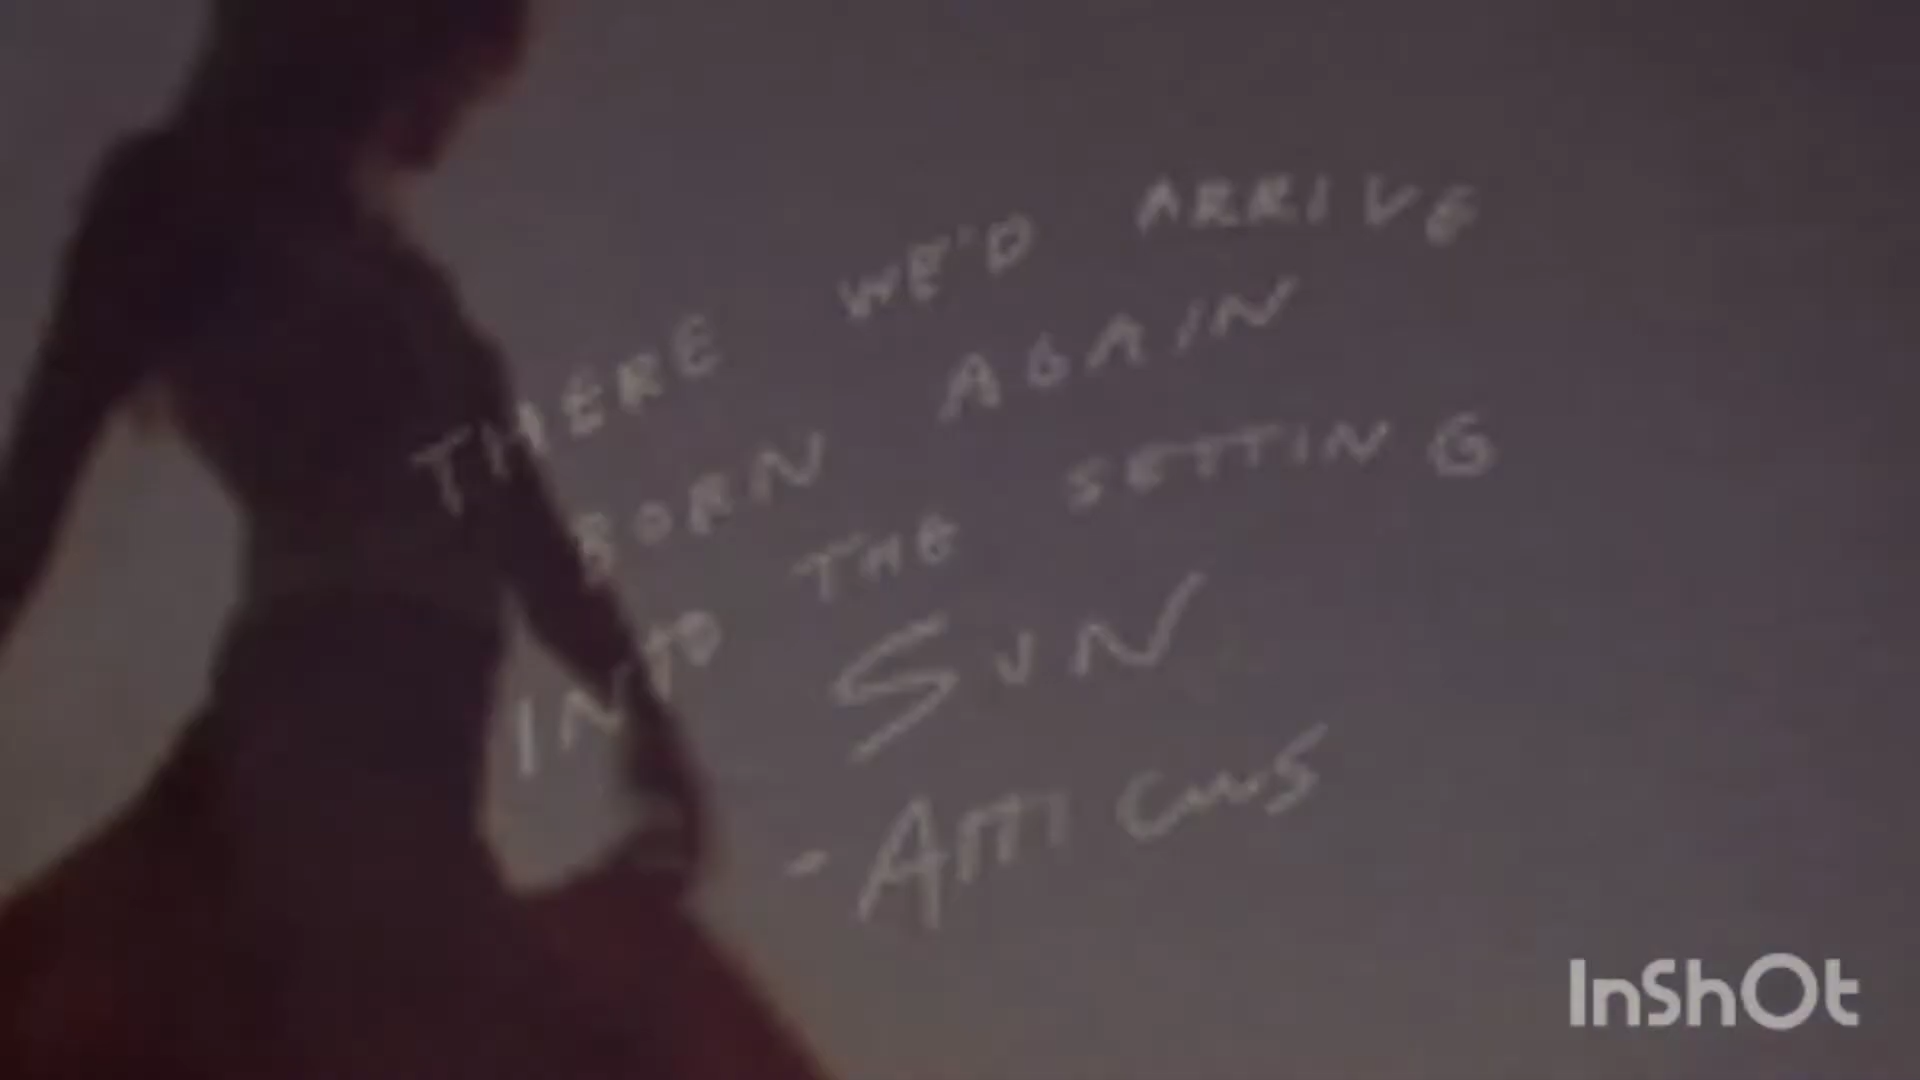 THERE WE'D ARRIVE
BORN AGAIN
INTO THE SETTING
SUN
-ATTICUS
InShOt